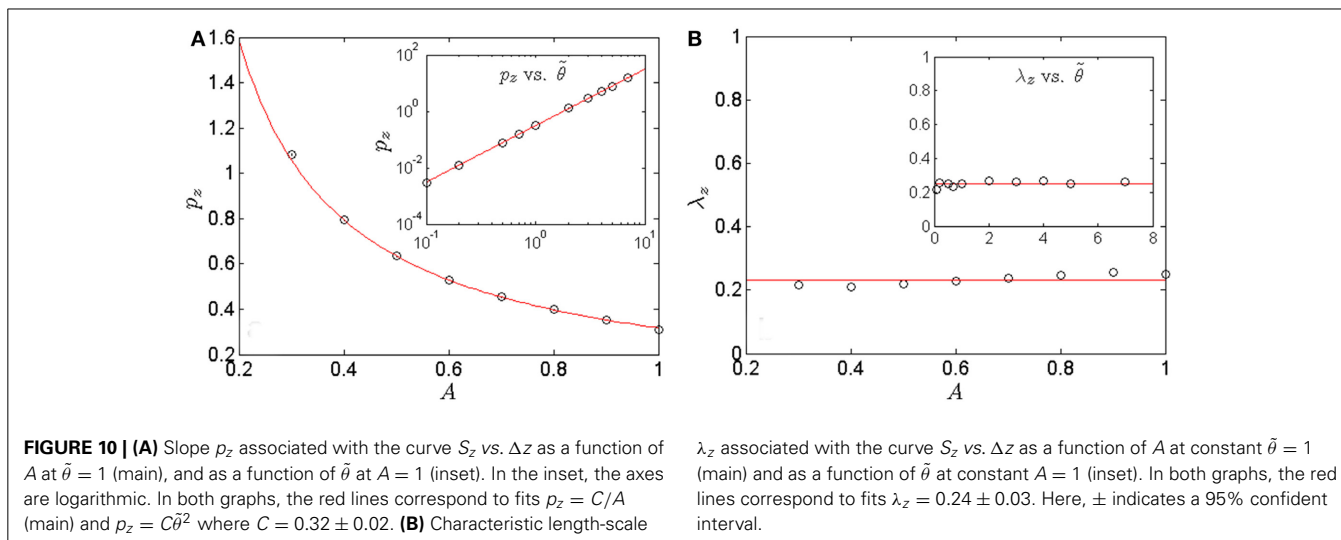 A
1.6
1.4
1.2
1
0.8
0.6
0.4
0.2
p_z
0.2
0.4
0.6
0.8
1
A
p_z vs. θ̃
10^2
10^0
10^-2
10^-4
p_z
10^-1
10^0
10^1
B
1
0.8
0.6
0.4
0.2
0
λ_z
0.2
0.4
0.6
0.8
1
A
λ_z vs. θ̃
1
0.8
0.6
0.4
0.2
0
0
2
4
6
8
FIGURE 10 | (A) Slope p_z associated with the curve S_z vs. Δz as a function of
A at θ̃ = 1 (main), and as a function of θ̃ at A = 1 (inset). In the inset, the axes
are logarithmic. In both graphs, the red lines correspond to fits p_z = C/A
(main) and p_z = Cθ̃^2 where C = 0.32 ± 0.02. (B) Characteristic length-scale
λ_z associated with the curve S_z vs. Δz as a function of A at constant θ̃ = 1
(main) and as a function of θ̃ at constant A = 1 (inset). In both graphs, the red
lines correspond to fits λ_z = 0.24 ± 0.03. Here, ± indicates a 95% confident
interval.